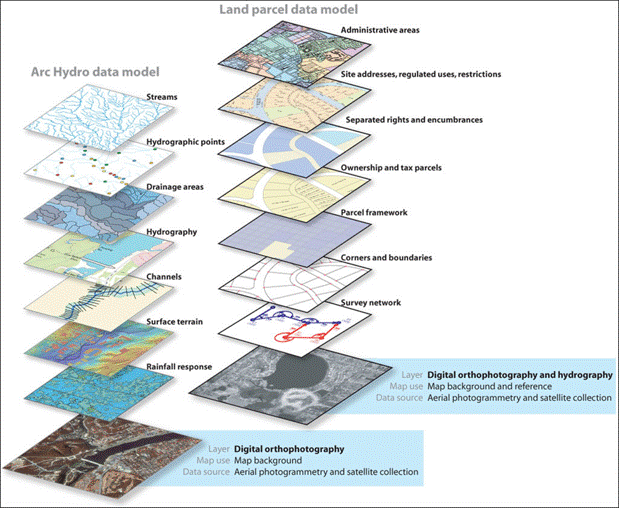 Land parcel data model
Administrative areas
Site addresses, regulated uses, restrictions
Separated rights and encumbrances
Ownership and tax parcels
Parcel framework
Corners and boundaries
Survey network
Layer Digital orthophotography and hydrography
Map use Map background and reference
Data source Aerial photogrammetry and satellite collection
Arc Hydro data model
Streams
Hydrographic points
Drainage areas
Hydrography
Channels
Surface terrain
Rainfall response
Layer Digital orthophotography
Map use Map background
Data source Aerial photogrammetry and satellite collection